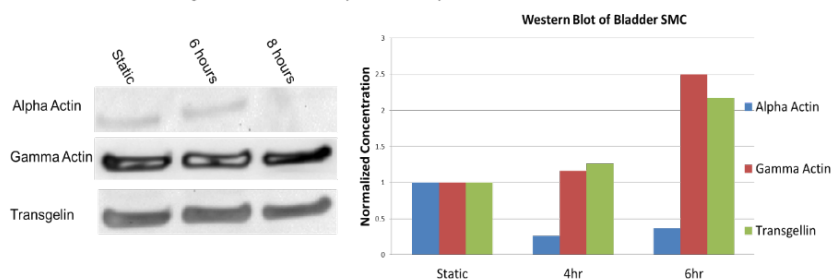 Static
6 hours
8 hours
Alpha Actin
Gamma Actin
Transgelin
Western Blot of Bladder SMC
Normalized Concentration
3
2.5
2
1.5
1
0.5
0
Static
4hr
6hr
Alpha Actin
Gamma Actin
Transgellin